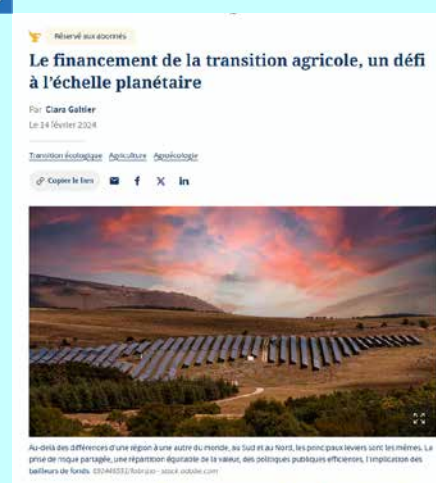 Réservé aux abonnés
Le financement de la transition agricole, un défi
à l'échelle planétaire
Par Clara Galtier
Le 14 février 2024
Transition écologique Agriculture Agroécologie
Copier le lien
Au-delà des différences d'une région à une autre du monde, au Sud et au Nord, les principaux leviers sont les mêmes. La
prise de risque partagée, une répartition équitable de la valeur, des politiques publiques efficientes, l'implication des
bailleurs de fonds. - stock.adobe.com